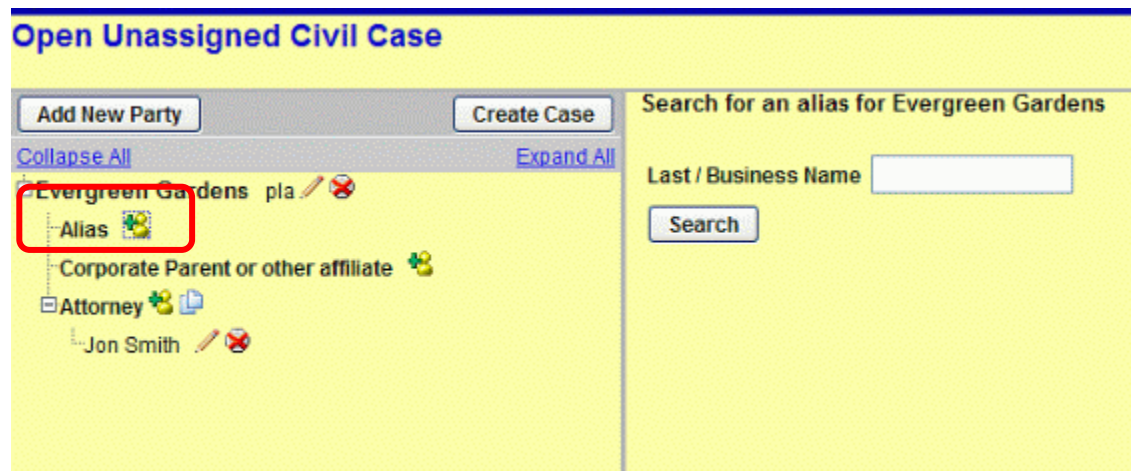 Open Unassigned Civil Case
Add New Party
Create Case
Collapse All
Expand All
Evergreen Gardens pla
Alias
Corporate Parent or other affiliate
Attorney
Jon Smith
Search for an alias for Evergreen Gardens
Last / Business Name
Search